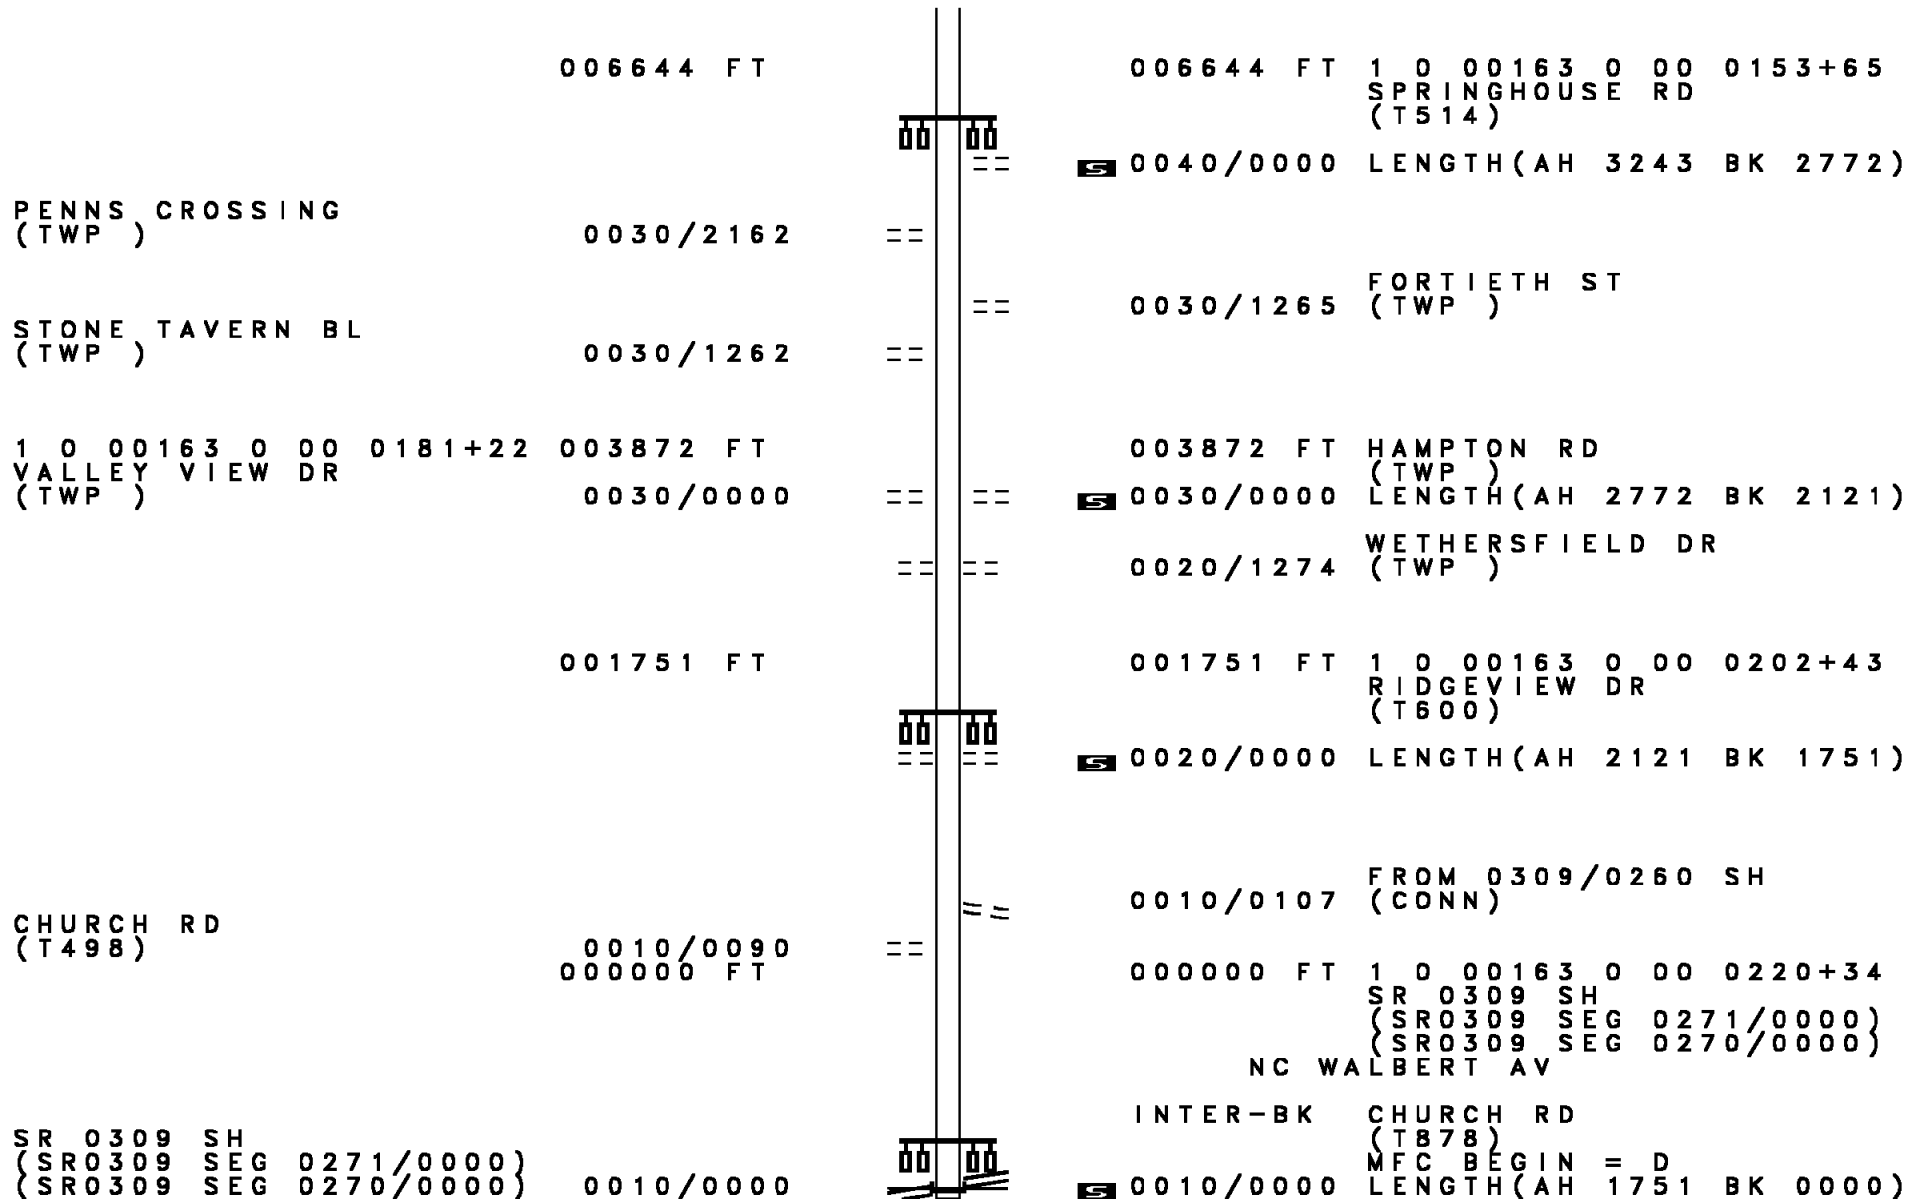 006644 FT 006644 FT 1 0 00163 0 00 0153+65
SPRINGHOUSE RD
(T514)
S 0040/0000 LENGTH(AH 3243 BK 2772)
PENNS CROSSING
(TWP ) 0030/2162
FORTIETH ST
0030/1265 (TWP )
STONE TAVERN BL
(TWP ) 0030/1262
1 0 00163 0 00 0181+22 003872 FT 003872 FT HAMPTON RD
VALLEY VIEW DR (TWP )
(TWP ) 0030/0000 S 0030/0000 LENGTH(AH 2772 BK 2121)
WETHERSFIELD DR
0020/1274 (TWP )
001751 FT 001751 FT 1 0 00163 0 00 0202+43
RIDGEVIEW DR
(T600)
S 0020/0000 LENGTH(AH 2121 BK 1751)
FROM 0309/0260 SH
0010/0107 (CONN)
CHURCH RD
(T498) 0010/0090
000000 FT 000000 FT 1 0 00163 0 00 0220+34
SR 0309 SH
(SR0309 SEG 0271/0000)
(SR0309 SEG 0270/0000)
NC WALBERT AV
INTER-BK CHURCH RD
SR 0309 SH (T878)
(SR0309 SEG 0271/0000) MFC BEGIN = D
(SR0309 SEG 0270/0000) 0010/0000 S 0010/0000 LENGTH(AH 1751 BK 0000)